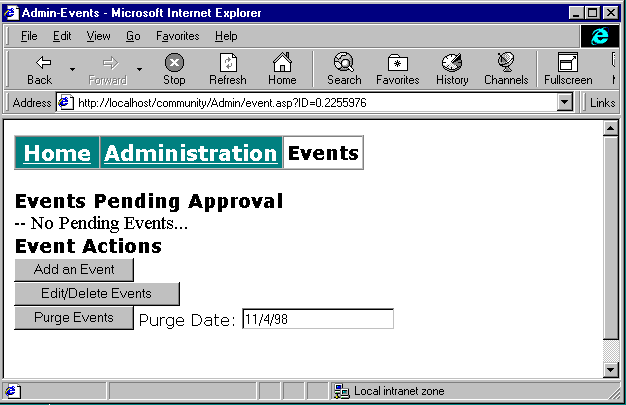 Admin-Events - Microsoft Internet Explorer
File Edit View Go Favorites Help
Back Forward Stop Refresh Home Search Favorites History Channels Fullscreen
Address http://localhost/community/Admin/event.asp?ID=0.2255976 Links
Home Administration Events
Events Pending Approval
-- No Pending Events...
Event Actions
Add an Event
Edit/Delete Events
Purge Events Purge Date: 11/4/98
Local intranet zone